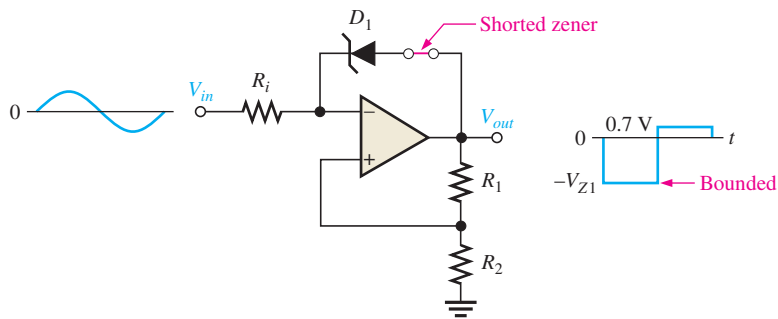 D1
Shorted zener
Vin
Ri
0
−
+
Vout
R1
R2
0.7 V
0
t
−VZ1
Bounded